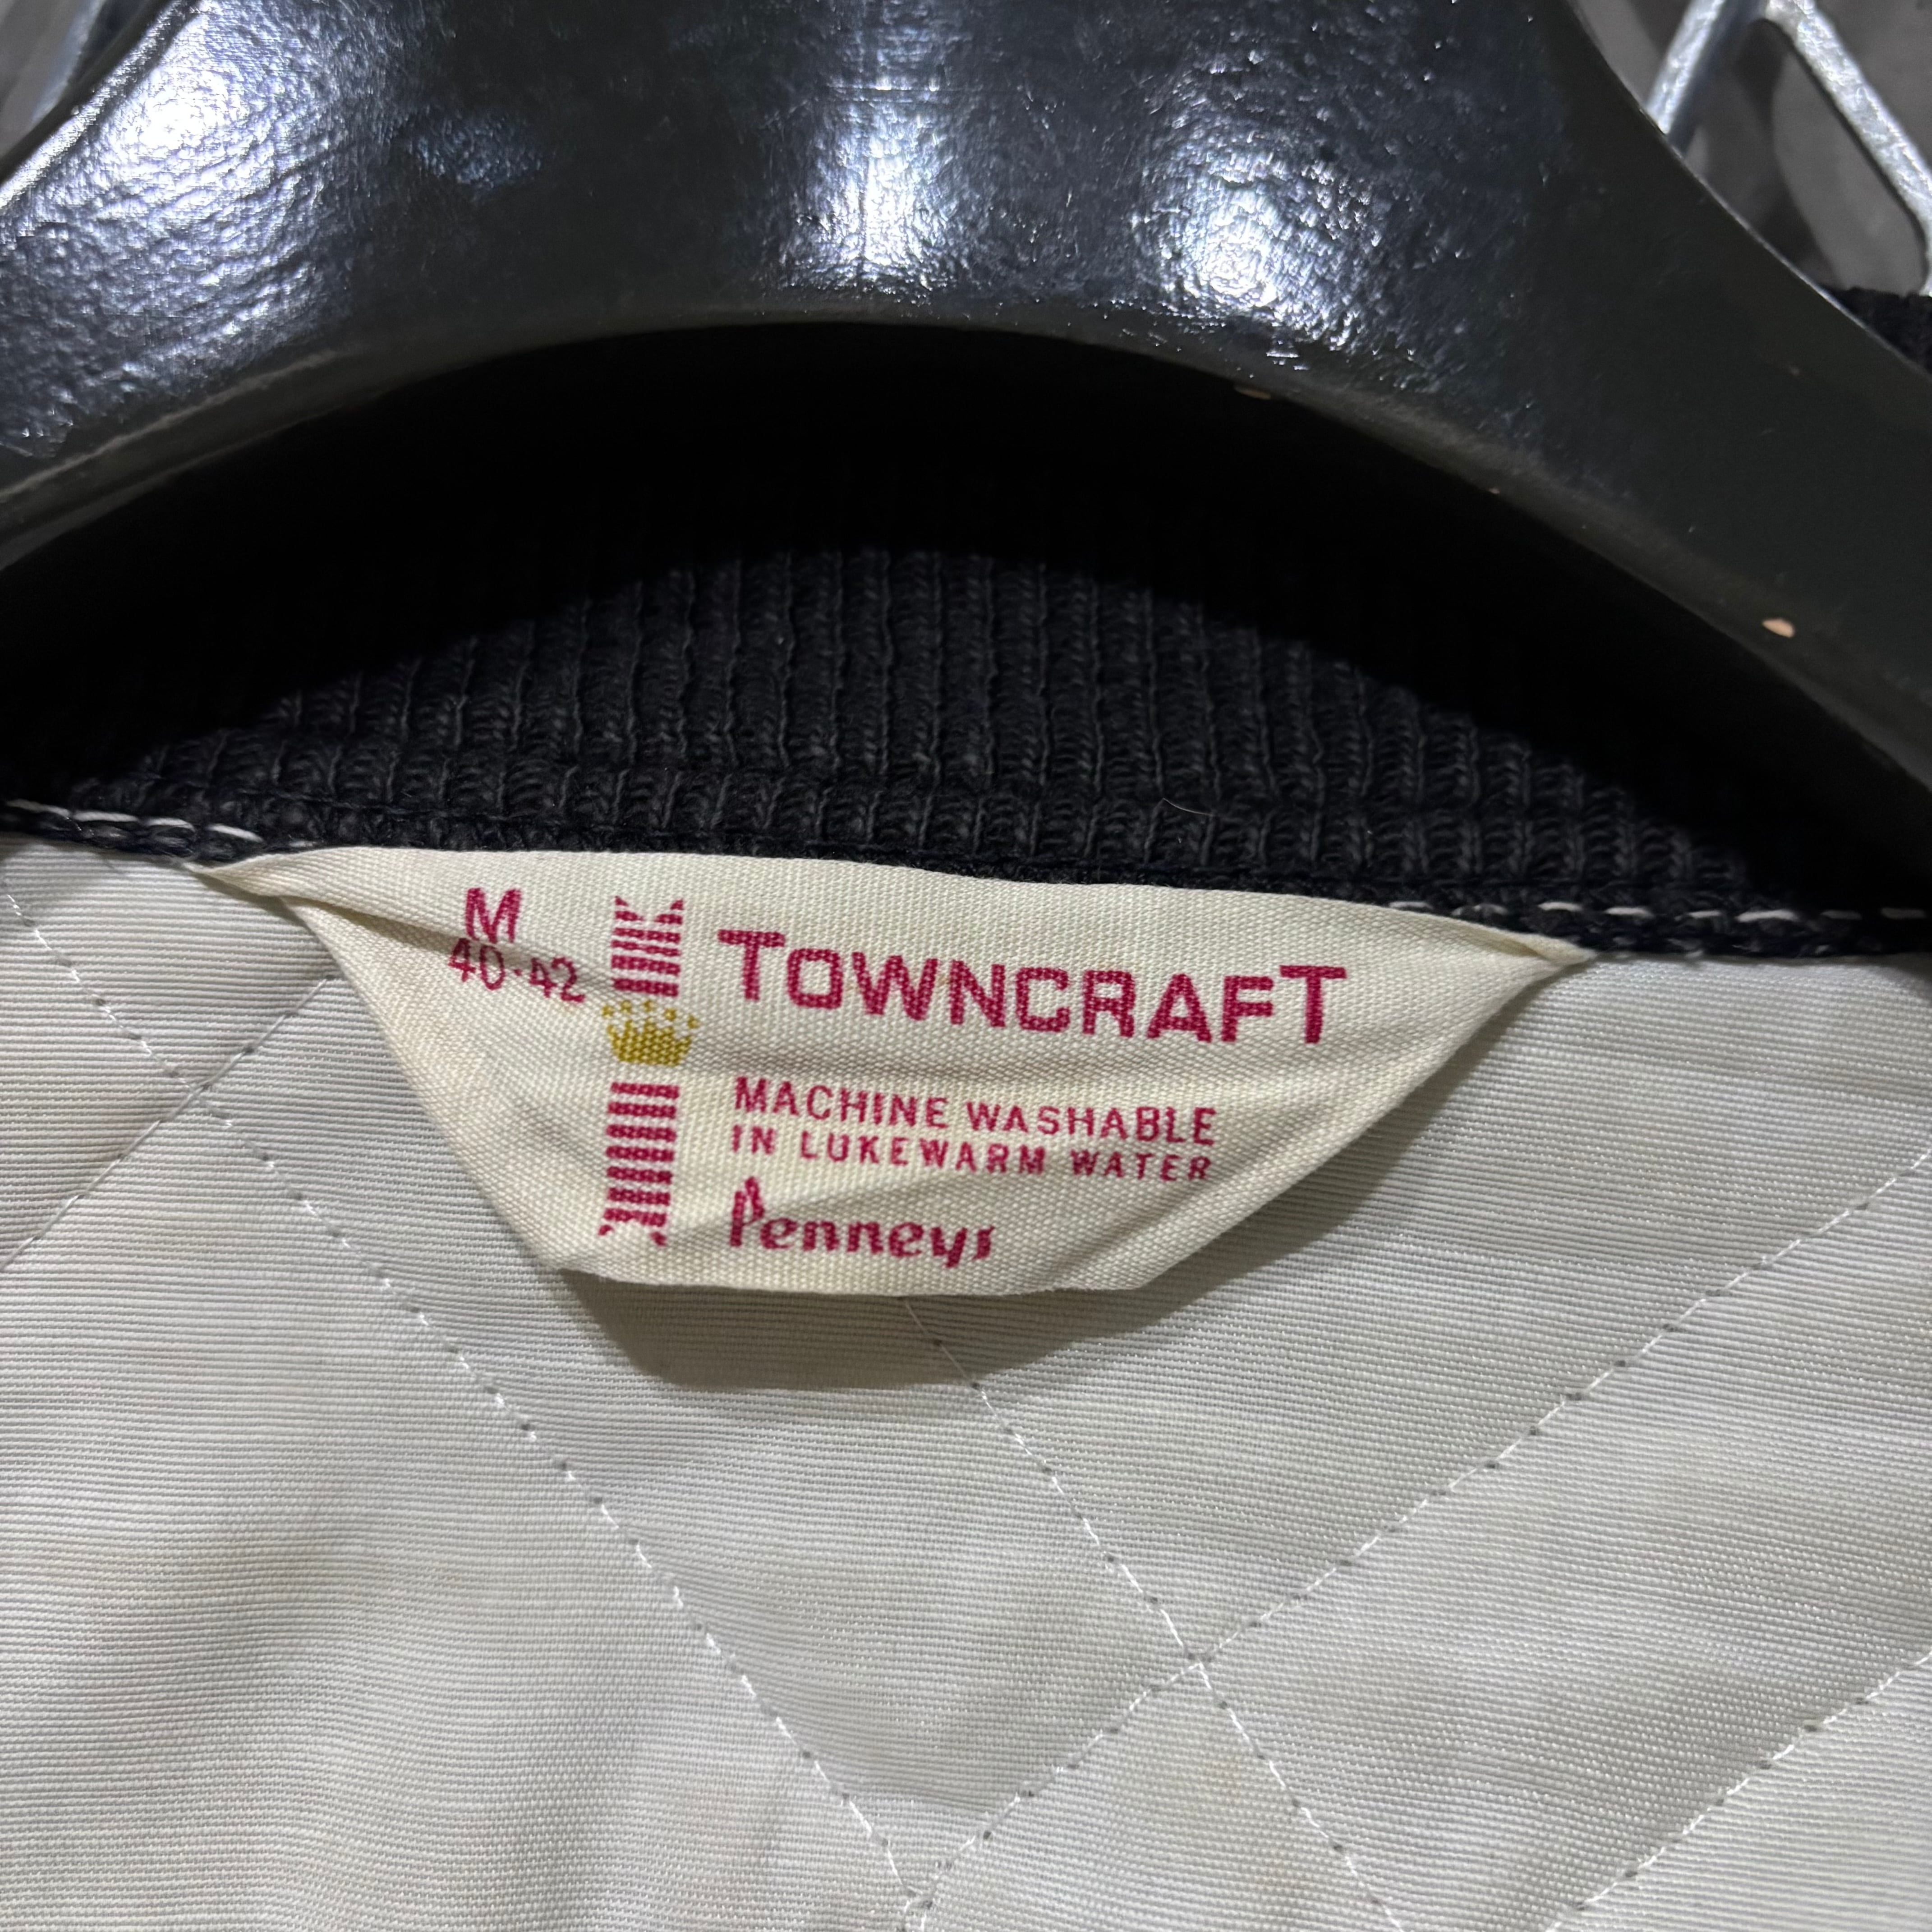 M
40-42
TOWNCRAFT
MACHINE WASHABLE
IN LUKEWARM WATER
Penneys